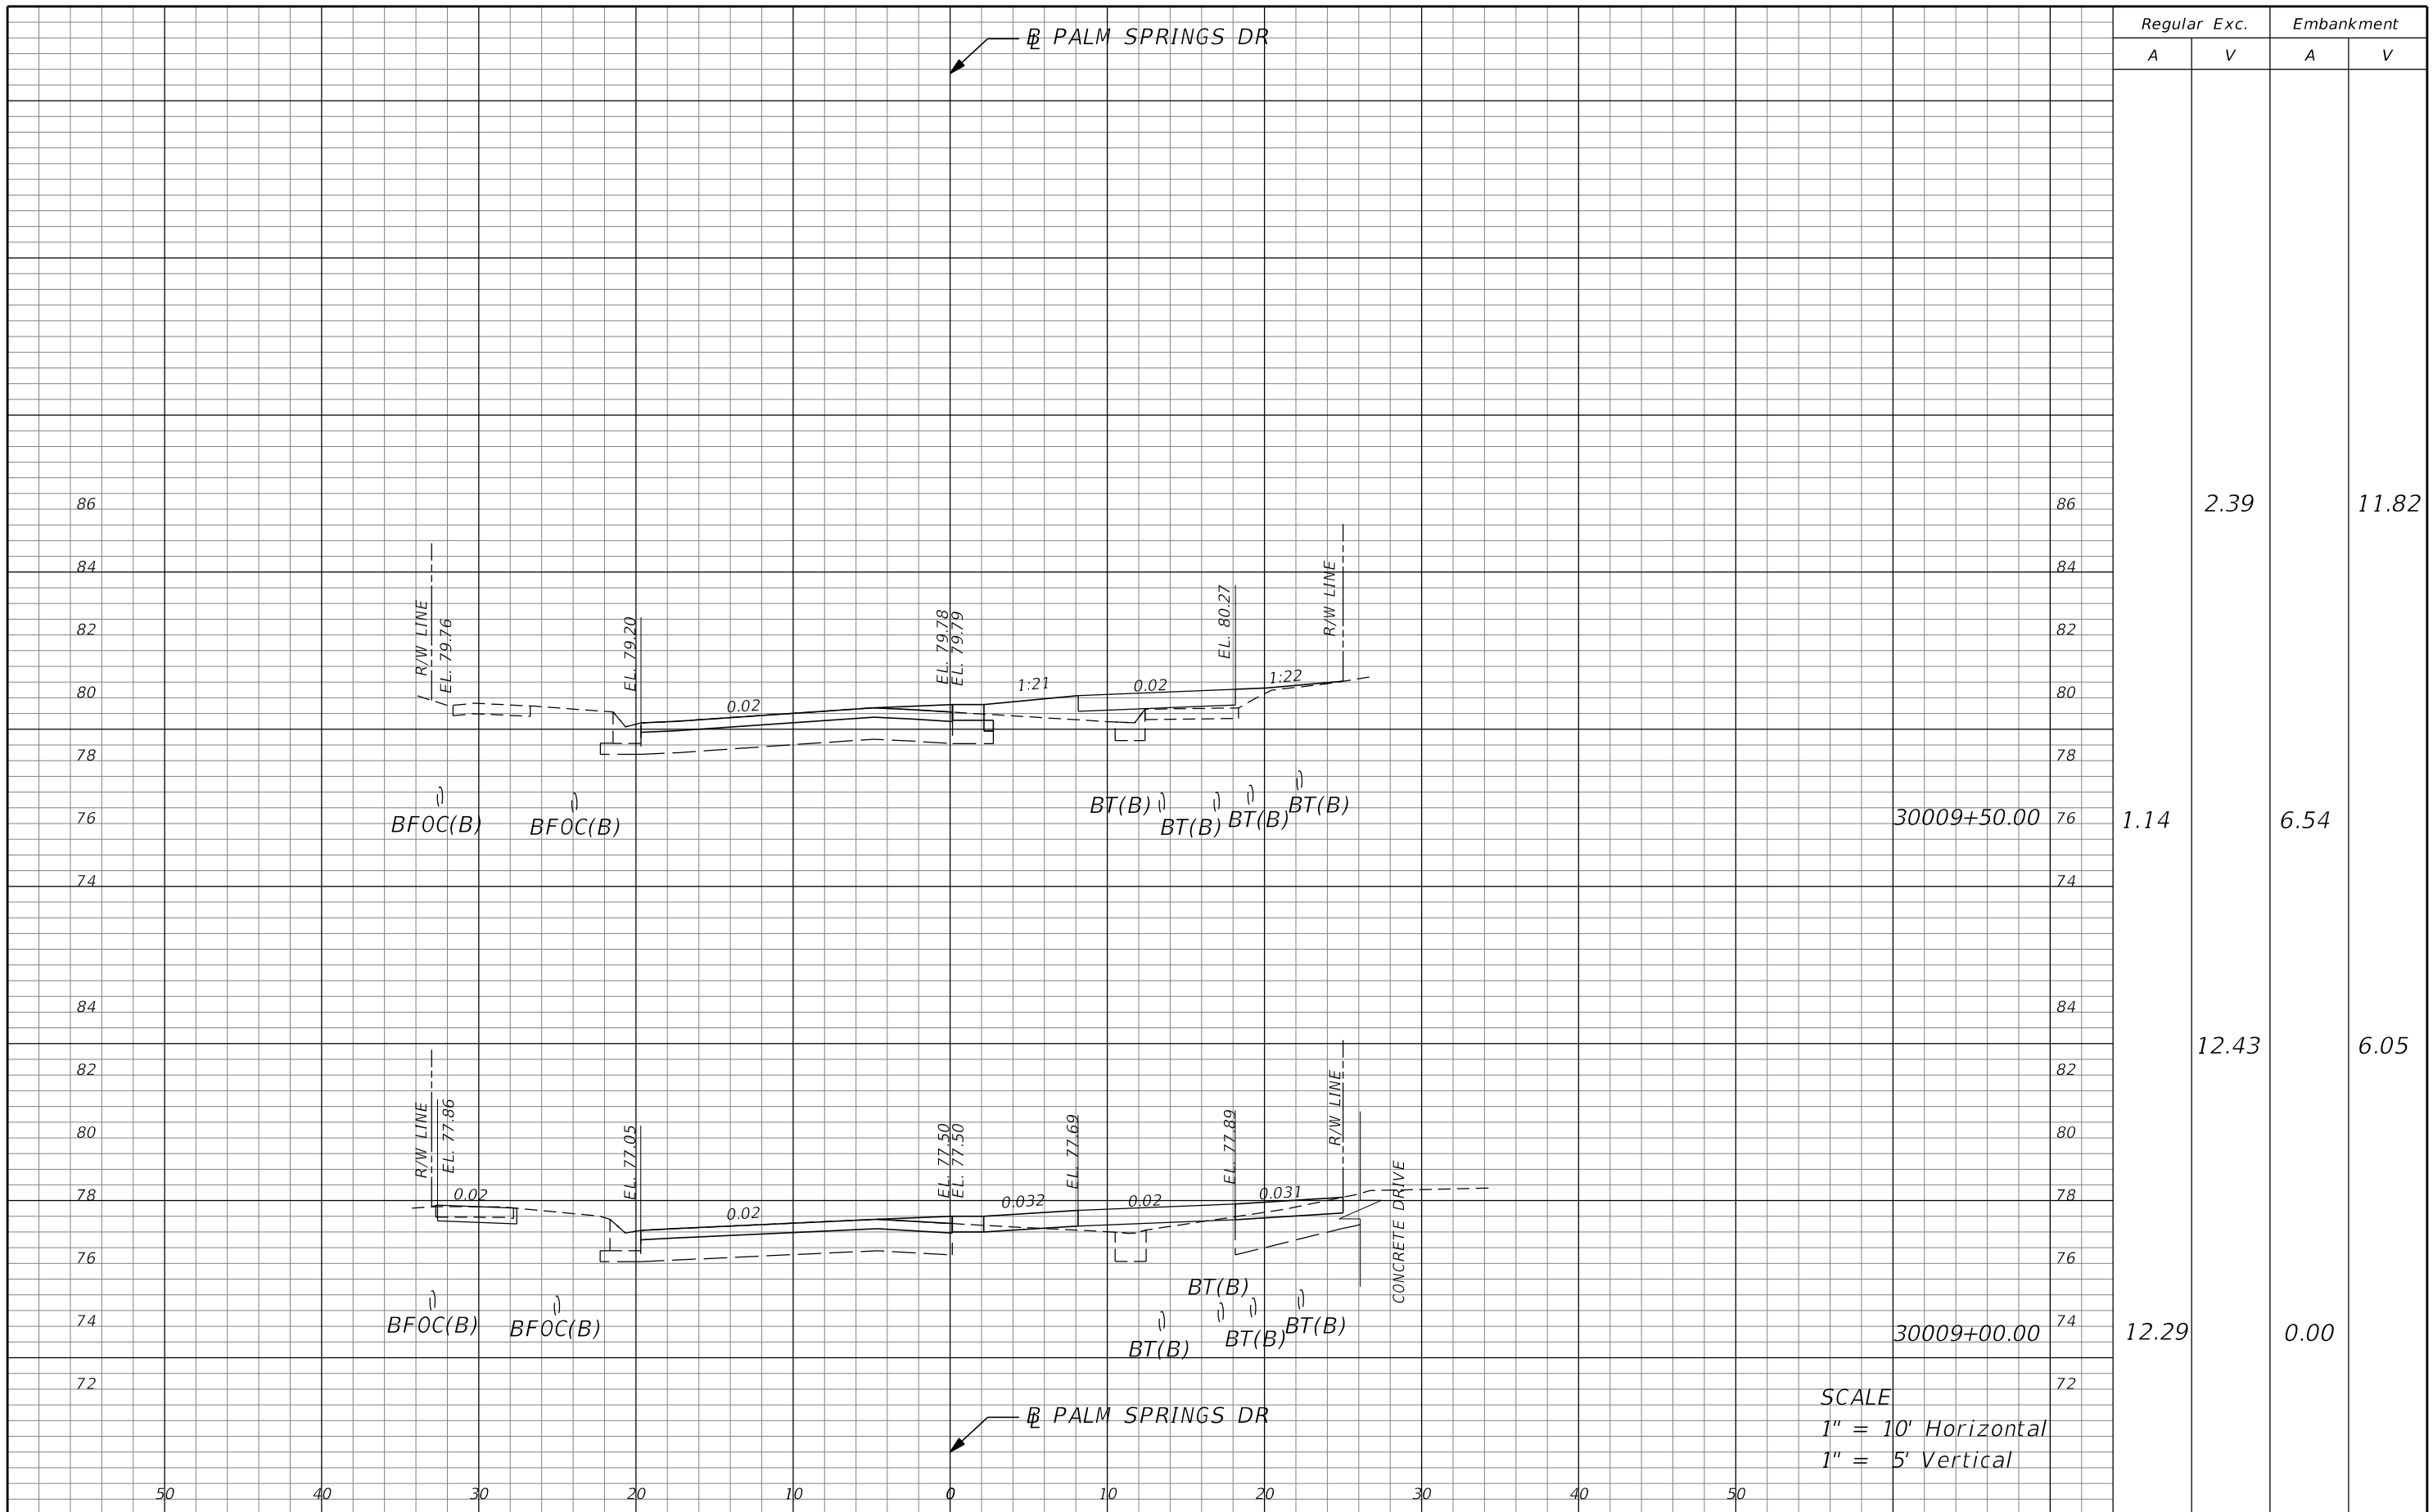 ℄ PALM SPRINGS DR
Regular Exc. Embankment
A V A V
86 86 2.39 11.82
84 84
82 82
80 80
78 78
76 76
74 74
R/W LINE
EL. 79.76
EL. 79.20
EL. 79.78
EL. 79.79
EL. 80.27
R/W LINE
0.02 1:21 0.02 1:22
BFOC(B) BFOC(B) BT(B) BT(B) BT(B) BT(B)
30009+50.00 1.14 6.54
84 84
12.43 6.05
82 82
80 80
78 78
76 76
74 74
72 72
R/W LINE
EL. 77.86
EL. 77.05
EL. 77.50
EL. 77.50
EL. 77.69
EL. 77.89
R/W LINE
CONCRETE DRIVE
0.02 0.02 0.032 0.02 0.031
BT(B)
BFOC(B) BFOC(B) BT(B) BT(B) BT(B)
30009+00.00 12.29 0.00
SCALE
1" = 10' Horizontal
1" = 5' Vertical
℄ PALM SPRINGS DR
50 40 30 20 10 0 10 20 30 40 50